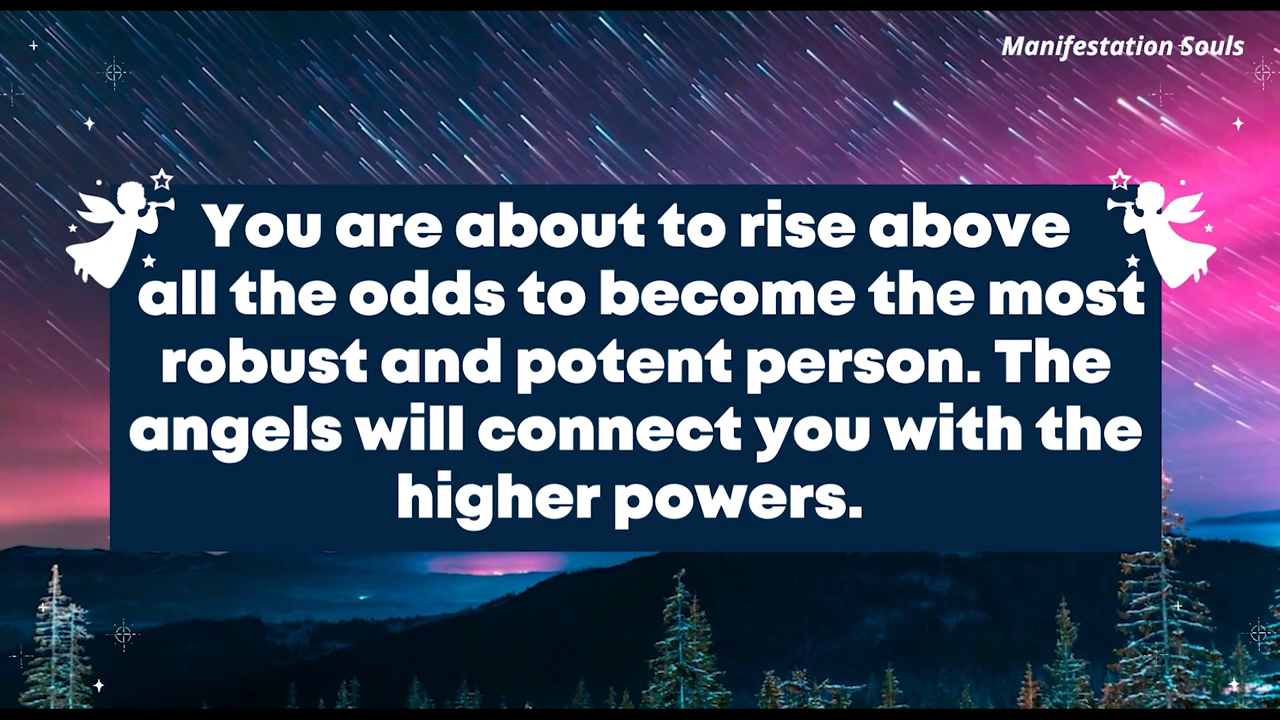 Manifestation Souls
You are about to rise above
all the odds to become the most
robust and potent person. The
angels will connect you with the
higher powers.